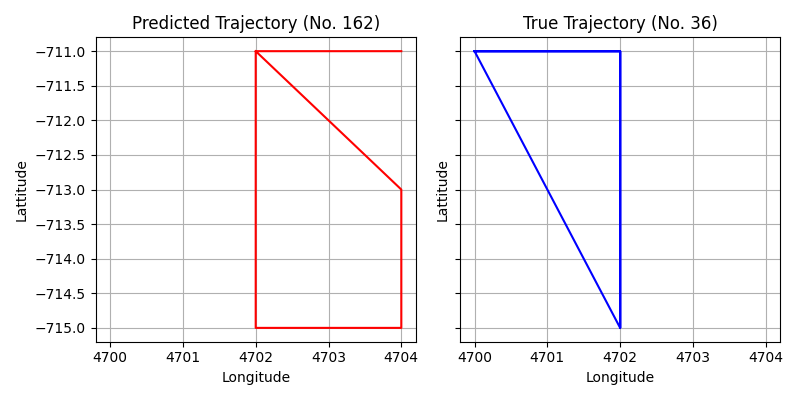 Predicted Trajectory (No. 162)
True Trajectory (No. 36)
−711.0
−711.5
−712.0
−712.5
−713.0
−713.5
−714.0
−714.5
−715.0
Lattitude
Lattitude
4700 4701 4702 4703 4704
4700 4701 4702 4703 4704
Longitude
Longitude